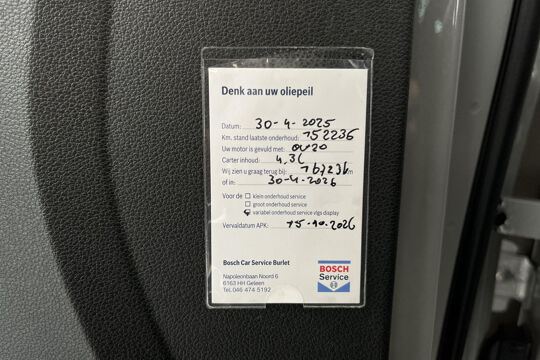 Denk aan uw oliepeil
Datum: 30-4-2025
Km. stand laatste onderhoud: 152236
Uw motor is gevuld met: 0W20
Carter inhoud: 4,3L
Wij zien u graag terug bij: 167236 km
of in: 30-4-2026
Voor de klein onderhoud service
groot onderhoud service
variabel onderhoud service vlgs display
Vervaldatum APK: 15-10-2026
Bosch Car Service Burlet
Napoleonbaan Noord 6
6163 HH Geleen
Tel. 046 474 5192
BOSCH
Service